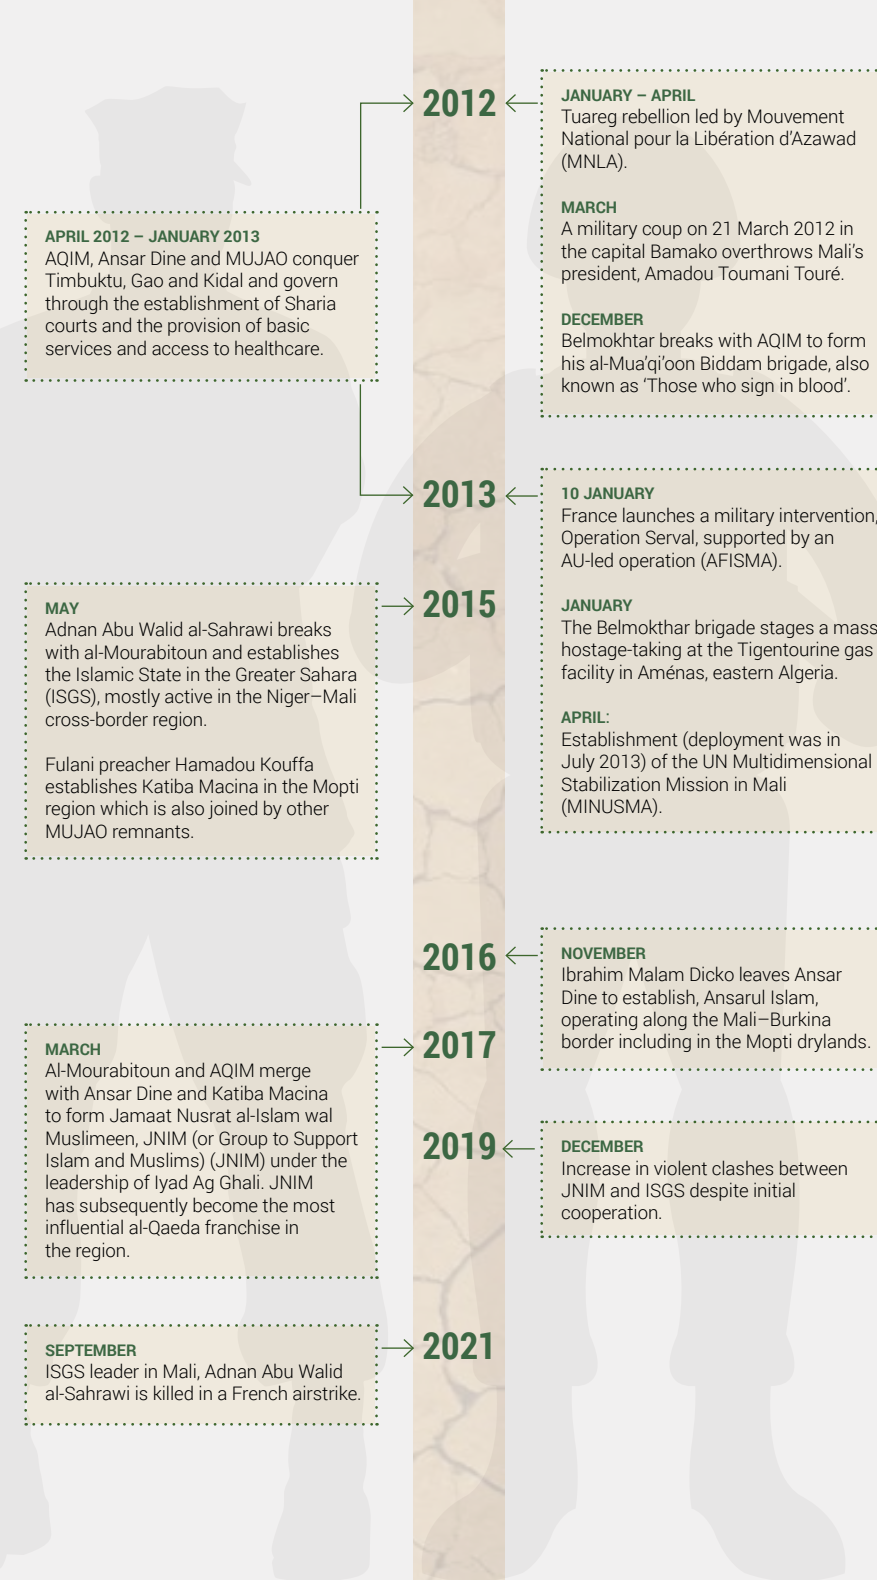 2012
JANUARY – APRIL
Tuareg rebellion led by Mouvement
National pour la Libération d’Azawad
(MNLA).
MARCH
A military coup on 21 March 2012 in
the capital Bamako overthrows Mali’s
president, Amadou Toumani Touré.
DECEMBER
Belmokhtar breaks with AQIM to form
his al-Mua’qi’oon Biddam brigade, also
known as ‘Those who sign in blood’.
APRIL 2012 – JANUARY 2013
AQIM, Ansar Dine and MUJAO conquer
Timbuktu, Gao and Kidal and govern
through the establishment of Sharia
courts and the provision of basic
services and access to healthcare.
2013
10 JANUARY
France launches a military intervention,
Operation Serval, supported by an
AU-led operation (AFISMA).
JANUARY
The Belmokthar brigade stages a mass
hostage-taking at the Tigentourine gas
facility in Aménas, eastern Algeria.
APRIL:
Establishment (deployment was in
July 2013) of the UN Multidimensional
Stabilization Mission in Mali
(MINUSMA).
2015
MAY
Adnan Abu Walid al-Sahrawi breaks
with al-Mourabitoun and establishes
the Islamic State in the Greater Sahara
(ISGS), mostly active in the Niger–Mali
cross-border region.
Fulani preacher Hamadou Kouffa
establishes Katiba Macina in the Mopti
region which is also joined by other
MUJAO remnants.
2016
NOVEMBER
Ibrahim Malam Dicko leaves Ansar
Dine to establish, Ansarul Islam,
operating along the Mali–Burkina
border including in the Mopti drylands.
2017
MARCH
Al-Mourabitoun and AQIM merge
with Ansar Dine and Katiba Macina
to form Jamaat Nusrat al-Islam wal
Muslimeen, JNIM (or Group to Support
Islam and Muslims) (JNIM) under the
leadership of Iyad Ag Ghali. JNIM
has subsequently become the most
influential al-Qaeda franchise in
the region.
2019
DECEMBER
Increase in violent clashes between
JNIM and ISGS despite initial
cooperation.
2021
SEPTEMBER
ISGS leader in Mali, Adnan Abu Walid
al-Sahrawi is killed in a French airstrike.